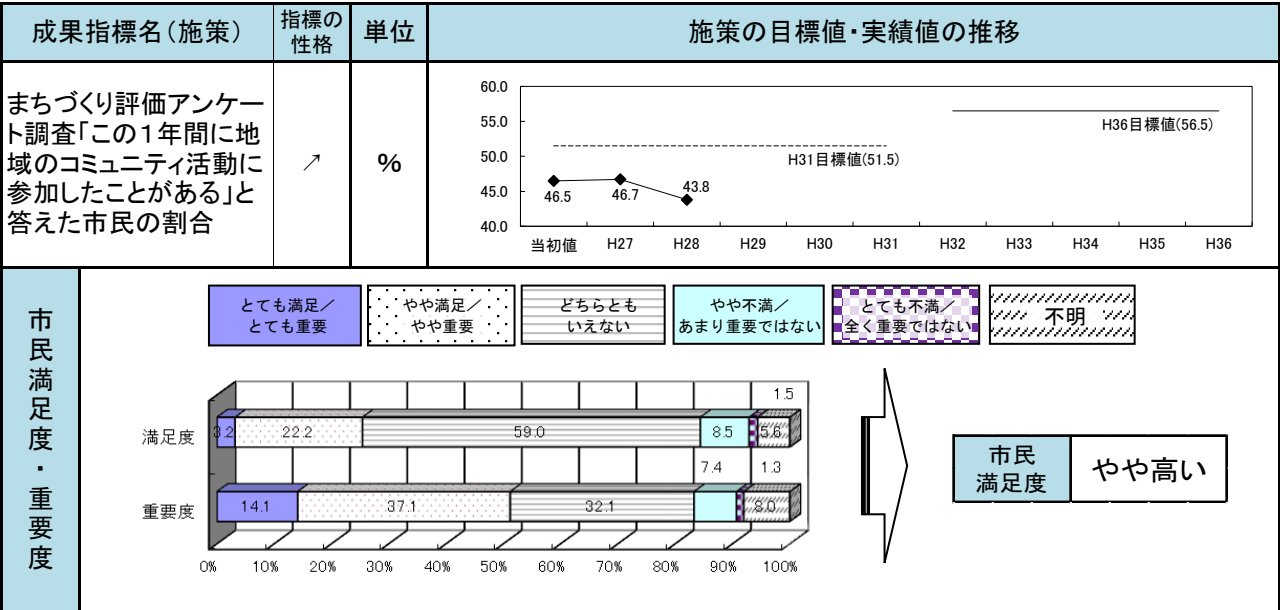 成果指標名(施策)
指標の
性格
単位
施策の目標値・実績値の推移
まちづくり評価アンケー
ト調査「この1年間に地
域のコミュニティ活動に
参加したことがある」と
答えた市民の割合
↗
%
60.0
55.0
50.0
45.0
40.0
H36目標値(56.5)
H31目標値(51.5)
46.5
46.7
43.8
当初値 H27 H28 H29 H30 H31 H32 H33 H34 H35 H36
市民満足度・重要度
とても満足/
とても重要
やや満足/
やや重要
どちらとも
いえない
やや不満/
あまり重要ではない
とても不満/
全く重要ではない
不明
1.5
満足度 3.2 22.2 59.0 8.5 5.6
7.4 1.3
重要度 14.1 37.1 32.1 8.0
0% 10% 20% 30% 40% 50% 60% 70% 80% 90% 100%
市民
満足度
やや高い